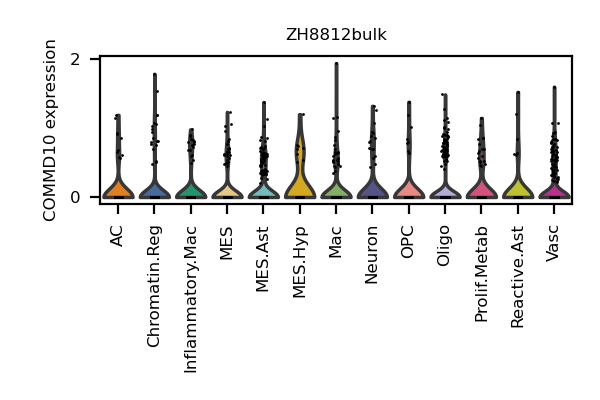 ZH8812bulk
COMMD10 expression
2
0
AC
Chromatin.Reg
Inflammatory.Mac
MES
MES.Ast
MES.Hyp
Mac
Neuron
OPC
Oligo
Prolif.Metab
Reactive.Ast
Vasc